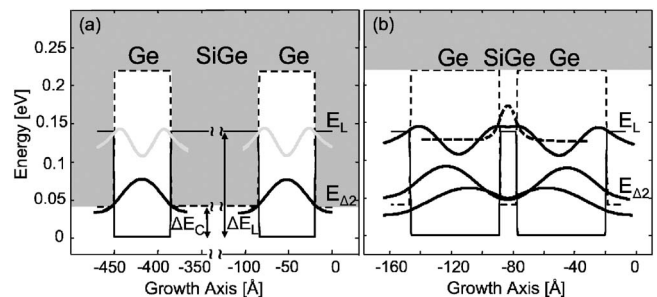 (a)
Ge
SiGe
Ge
E_L
E_Δ2
ΔE_C
ΔE_L
0.25
0.2
0.15
0.1
0.05
0
Energy [eV]
-450
-400
-350
-100
-50
0
Growth Axis [Å]
(b)
Ge
SiGe
Ge
E_L
E_Δ2
-160
-120
-80
-40
0
Growth Axis [Å]